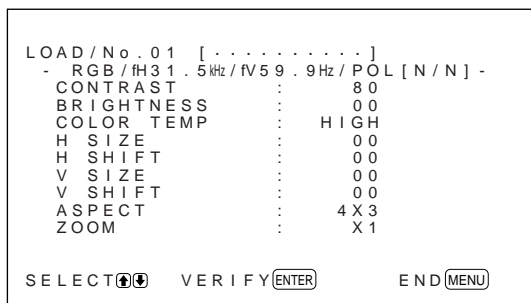 LOAD/No.01 [··········]
- RGB/fH31.5kHz/fV59.9Hz/POL[N/N]-
CONTRAST : 80
BRIGHTNESS : 00
COLOR TEMP : HIGH
H SIZE : 00
H SHIFT : 00
V SIZE : 00
V SHIFT : 00
ASPECT : 4X3
ZOOM : X1
SELECT⬆⬇ VERIFY ENTER END MENU